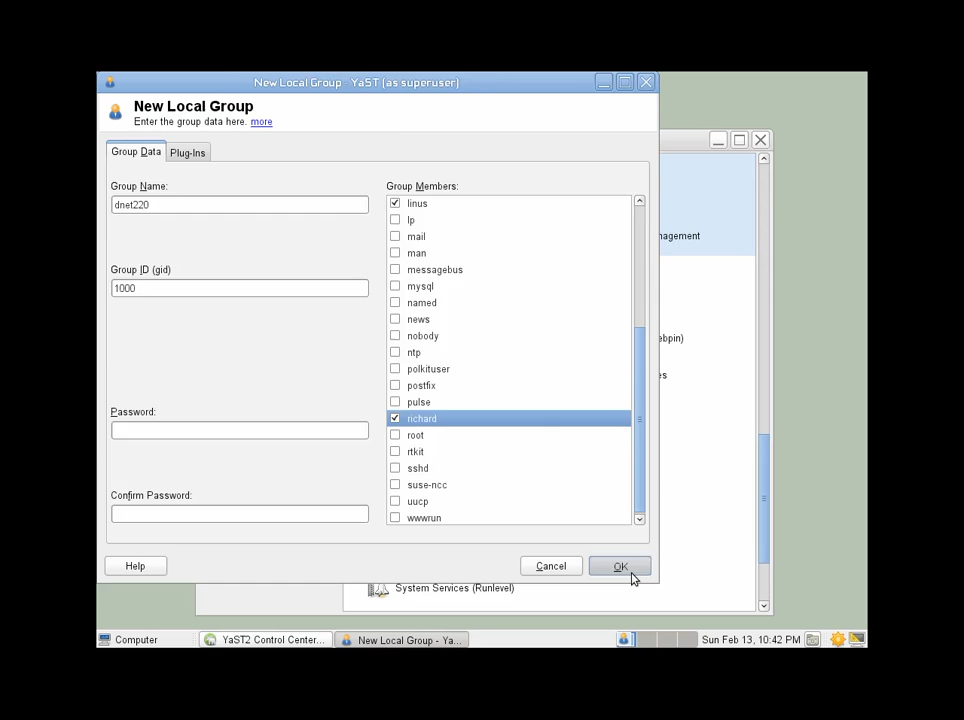 New Local Group - YaST (as superuser)
New Local Group
Enter the group data here. more
Group Data
Plug-Ins
Group Name:
dnet220
Group ID (gid)
1000
Password:
Confirm Password:
Group Members:
linus
lp
mail
man
messagebus
mysql
named
news
nobody
ntp
polkituser
postfix
pulse
richard
root
rtkit
sshd
suse-ncc
uucp
wwwrun
Help
Cancel
OK
nagement
ebpin)
es
System Services (Runlevel)
Computer
YaST2 Control Center...
New Local Group - Ya...
Sun Feb 13, 10:42 PM